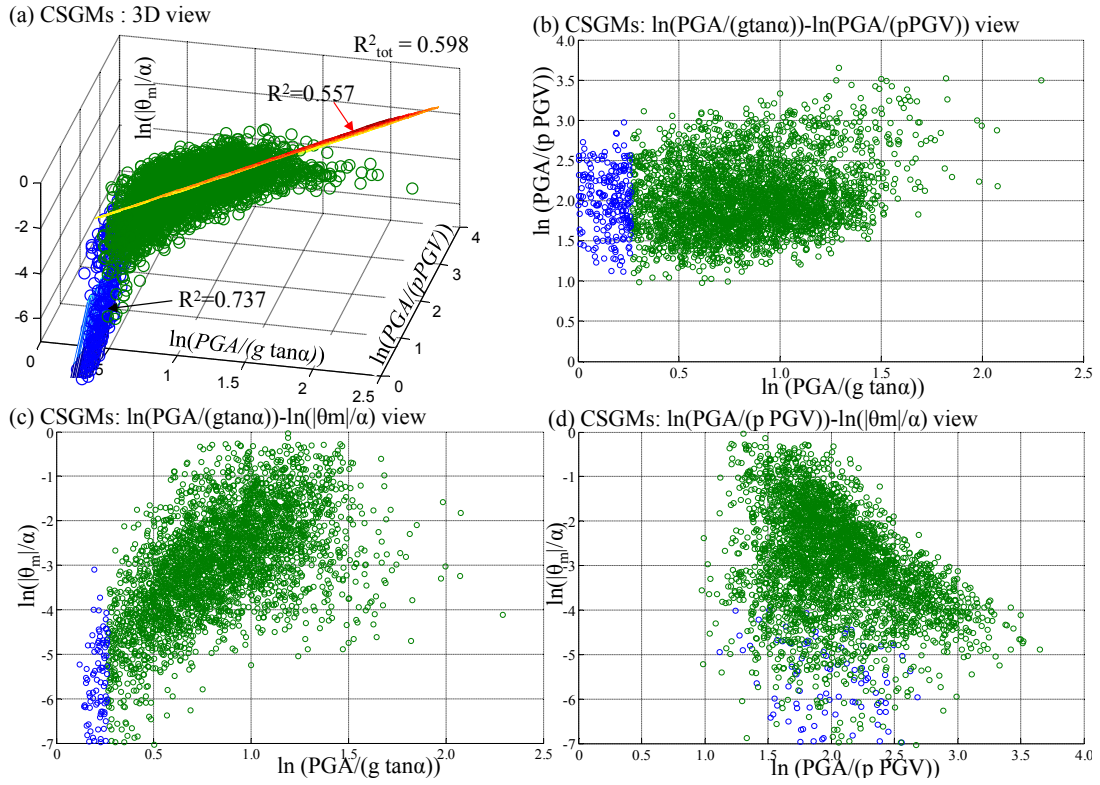 (a) CSGMs : 3D view
R²tot = 0.598
ln(|θm|/α)
R²=0.557
0
-2
-4
-6
R²=0.737
ln(PGA/(g tanα))
ln(PGA/(pPGV))
0
1
1.5
2
2.5
0
1
2
3
4
(b) CSGMs: ln(PGA/(gtanα))-ln(PGA/(pPGV)) view
ln (PGA/(p PGV))
4.0
3.5
3.0
2.5
2.0
1.5
1.0
0.5
0
0 0.5 1.0 1.5 2.0 2.5
ln (PGA/(g tanα))
(c) CSGMs: ln(PGA/(gtanα))-ln(|θm|/α) view
ln(|θm|/α)
0
-1
-2
-3
-4
-5
-6
-7
0 0.5 1.0 1.5 2.0 2.5
ln (PGA/(g tanα))
(d) CSGMs: ln(PGA/(p PGV))-ln(|θm|/α) view
ln(|θm|/α)
0
-1
-2
-3
-4
-5
-6
-7
0 0.5 1.0 1.5 2.0 2.5 3.0 3.5 4.0
ln (PGA/(p PGV))